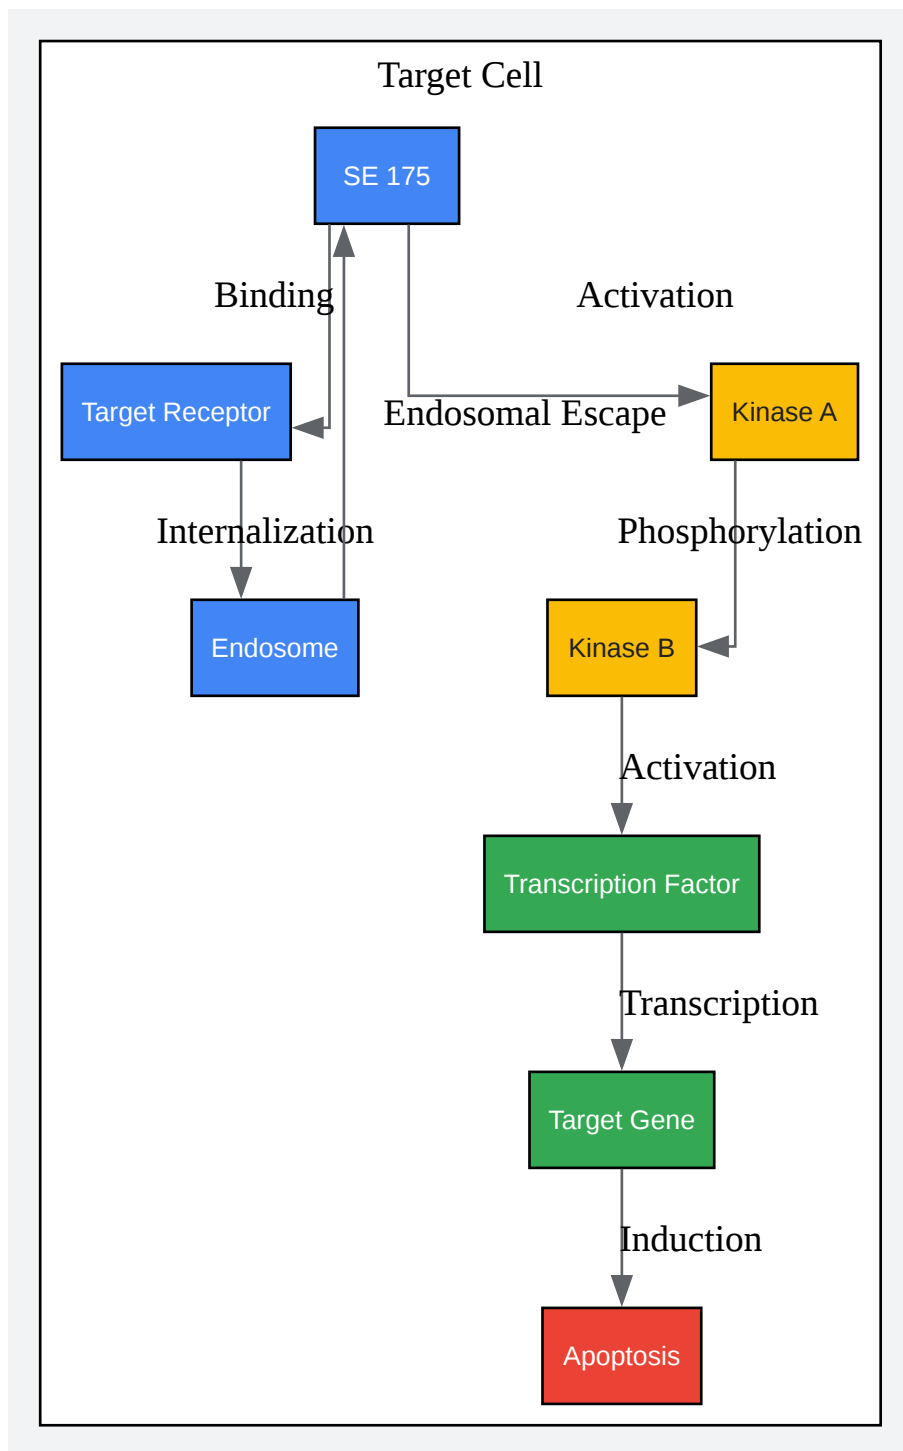 Target Cell
SE 175
Binding
Activation
Target Receptor
Endosomal Escape
Kinase A
Internalization
Phosphorylation
Endosome
Kinase B
Activation
Transcription Factor
Transcription
Target Gene
Induction
Apoptosis